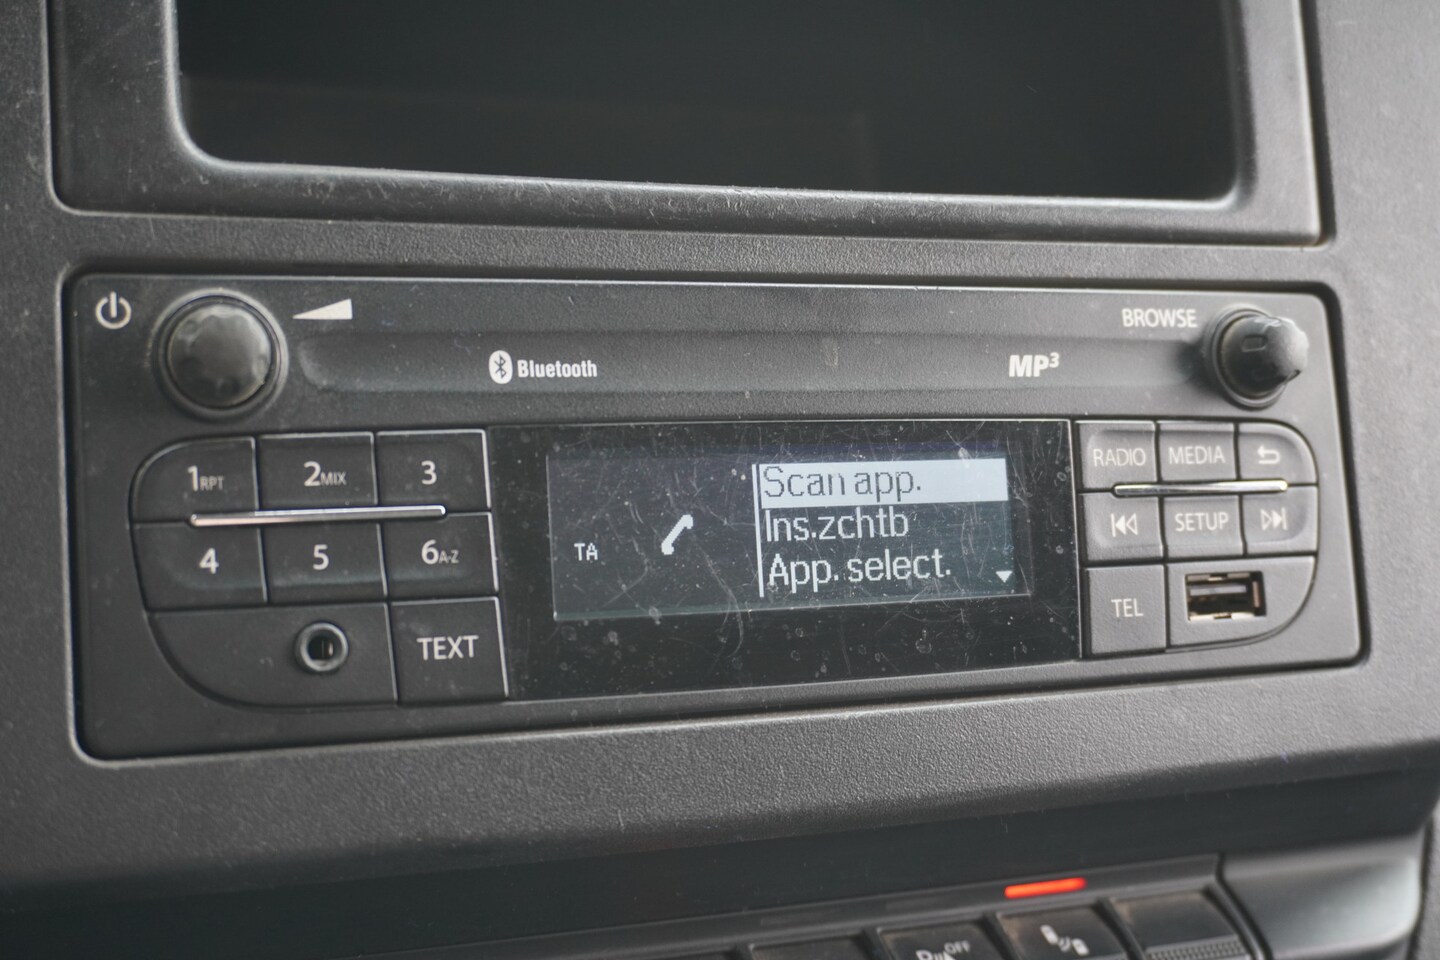 BROWSE
Bluetooth
MP3
1RPT
2MIX
3
RADIO
MEDIA
Scan app.
Ins.zchtb
App. select.
TA
SETUP
4
5
6A-Z
TEL
TEXT
OFF